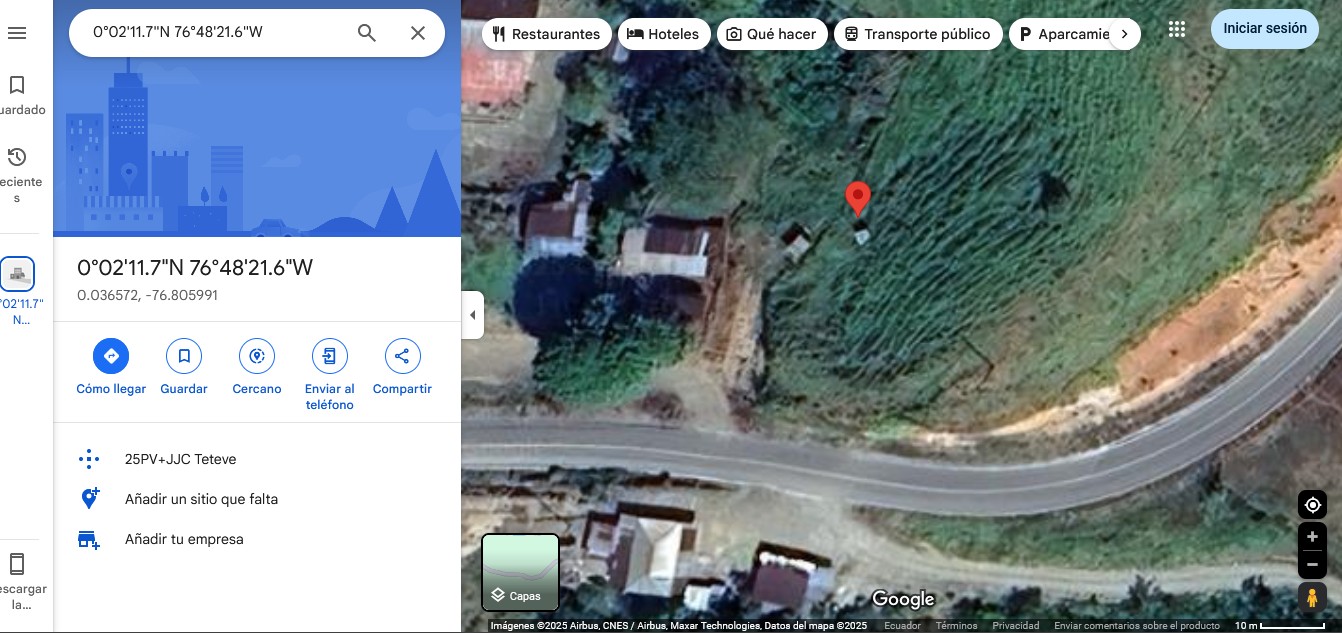 0°02'11.7"N 76°48'21.6"W
Restaurantes
Hoteles
Qué hacer
Transporte público
Aparcamie
Iniciar sesión
uardado
eciente
s
°02'11.7"
N...
escargar
la...
0°02'11.7"N 76°48'21.6"W
0.036572, -76.805991
Cómo llegar
Guardar
Cercano
Enviar al
teléfono
Compartir
25PV+JJC Teteve
Añadir un sitio que falta
Añadir tu empresa
Capas
Google
Imágenes ©2025 Airbus, CNES / Airbus, Maxar Technologies, Datos del mapa ©2025 Ecuador Términos Privacidad Enviar comentarios sobre el producto 10 m